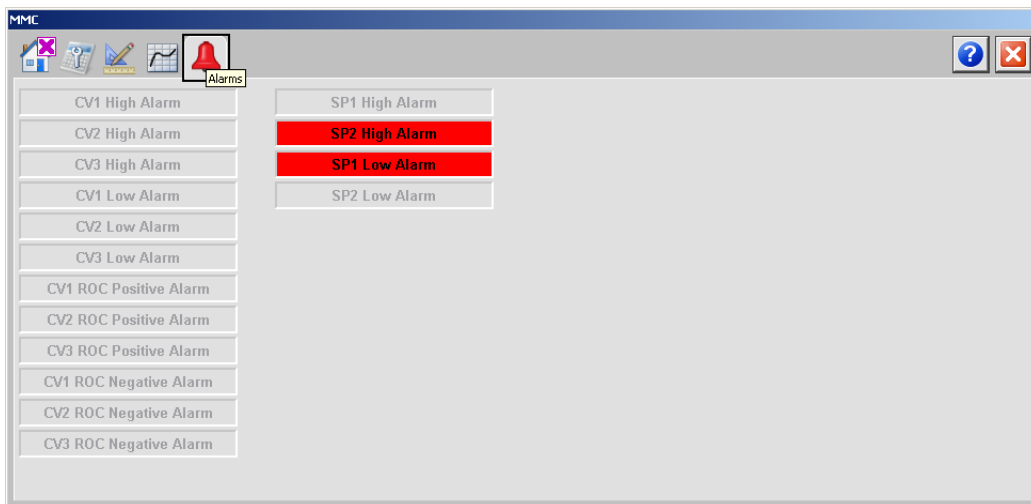 MMC
Alarms
CV1 High Alarm
CV2 High Alarm
CV3 High Alarm
CV1 Low Alarm
CV2 Low Alarm
CV3 Low Alarm
CV1 ROC Positive Alarm
CV2 ROC Positive Alarm
CV3 ROC Positive Alarm
CV1 ROC Negative Alarm
CV2 ROC Negative Alarm
CV3 ROC Negative Alarm
SP1 High Alarm
SP2 High Alarm
SP1 Low Alarm
SP2 Low Alarm